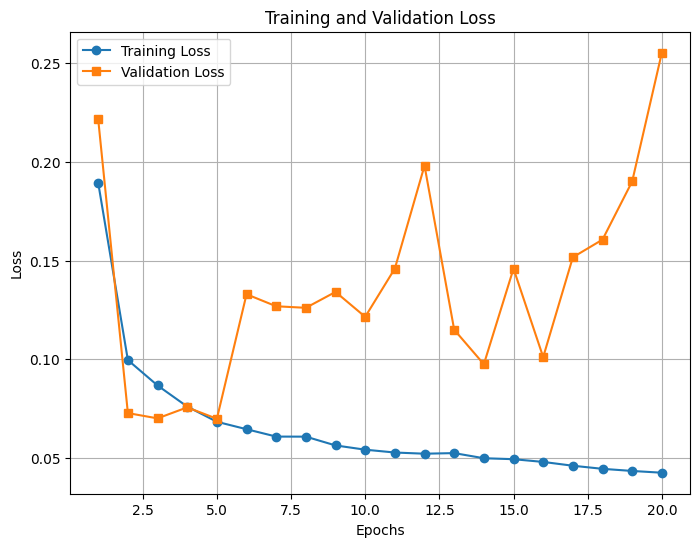 Training and Validation Loss
Training Loss
Validation Loss
0.25
0.20
0.15
0.10
0.05
Loss
2.5 5.0 7.5 10.0 12.5 15.0 17.5 20.0
Epochs